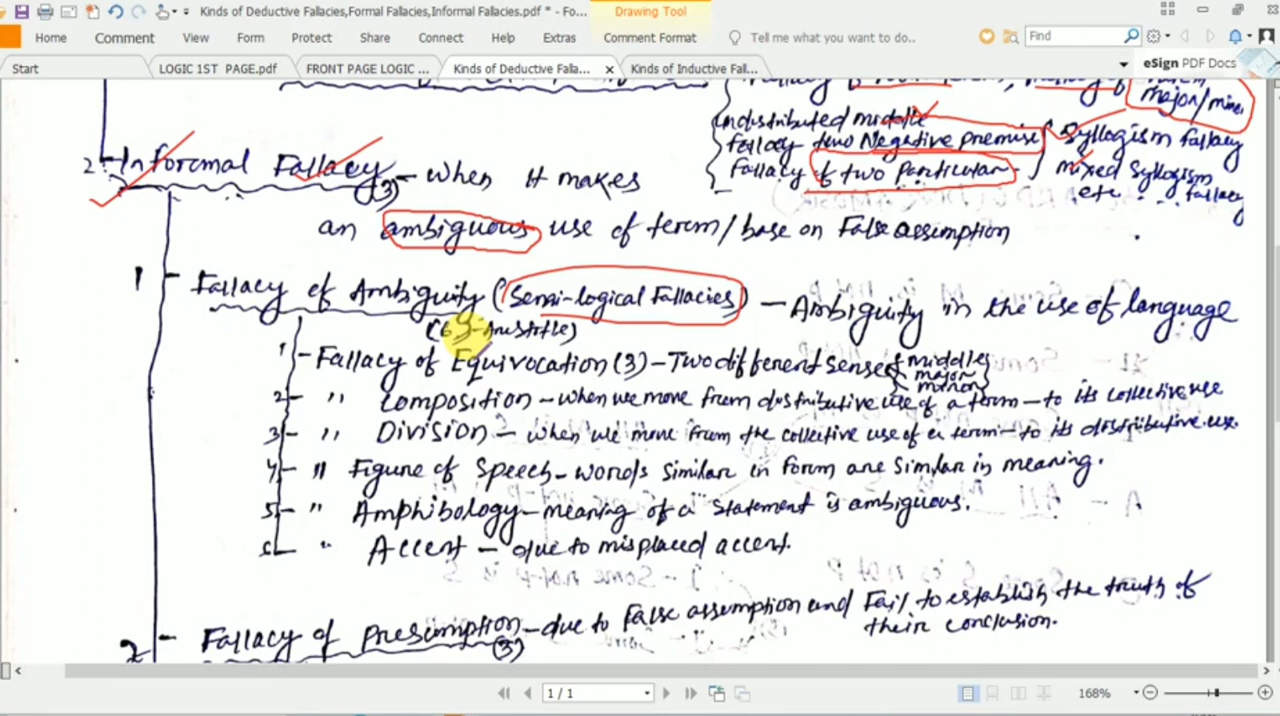 Kinds of Deductive Fallacies,Formal Fallacies,Informal Fallacies.pdf * - Fo...
Drawing Tool
Home Comment View Form Protect Share Connect Help Extras Comment Format Tell me what you want to do.. Find
Start LOGIC 1ST PAGE.pdf FRONT PAGE LOGIC ... Kinds of Deductive Falla... x Kinds of Inductive Fall... eSign PDF Docs
major/minor
undistributed middle
fallacy two Negative premise Syllogism fallacy
Fallacy of two Particular mixed Syllogism
etc. fallacy
2- Informal Fallacy (3) - when it makes
an ambiguous use of term/base on False assumption
1 - Fallacy of Ambiguity (Semi-logical Fallacies) - Ambiguity in the use of language
(6)-Aristotle)
1- Fallacy of Equivocation (3) - Two different senses middle
major
minor
2- " Composition - when we move from distributive use of a term - to its collective use
3- " Division - when we move from the collective use of a term - to its distributive use.
4- " Figure of Speech - words similar in form are similar in meaning.
5- " Amphibology - meaning of a statement is ambiguous.
6 " Accent - due to misplaced accent.
2 - Fallacy of Presumption - due to False assumption and Fail to establish the truth of
(3) their conclusion.
1 / 1 168%